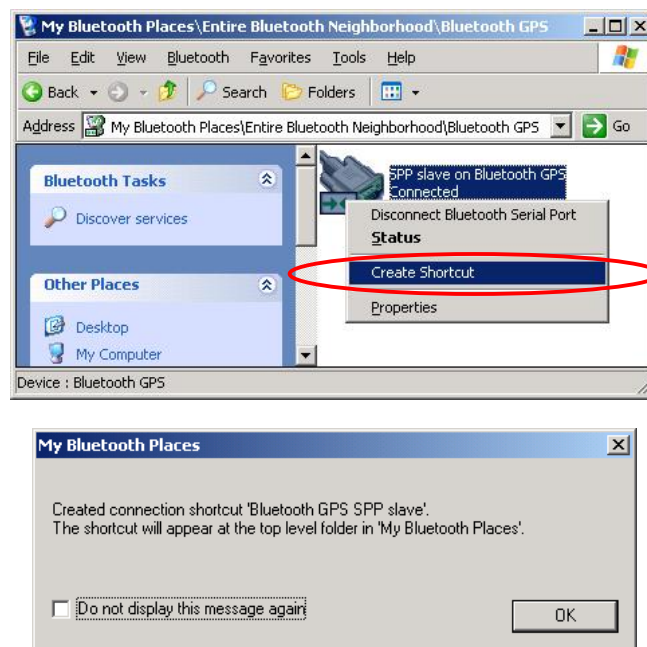 My Bluetooth Places\Entire Bluetooth Neighborhood\Bluetooth GPS
File Edit View Bluetooth Favorites Tools Help
Back Search Folders
Address My Bluetooth Places\Entire Bluetooth Neighborhood\Bluetooth GPS Go
Bluetooth Tasks
Discover services
Other Places
Desktop
My Computer
SPP slave on Bluetooth GPS
Connected
Disconnect Bluetooth Serial Port
Status
Create Shortcut
Properties
Device : Bluetooth GPS
My Bluetooth Places
Created connection shortcut 'Bluetooth GPS SPP slave'.
The shortcut will appear at the top level folder in 'My Bluetooth Places'.
Do not display this message again
OK